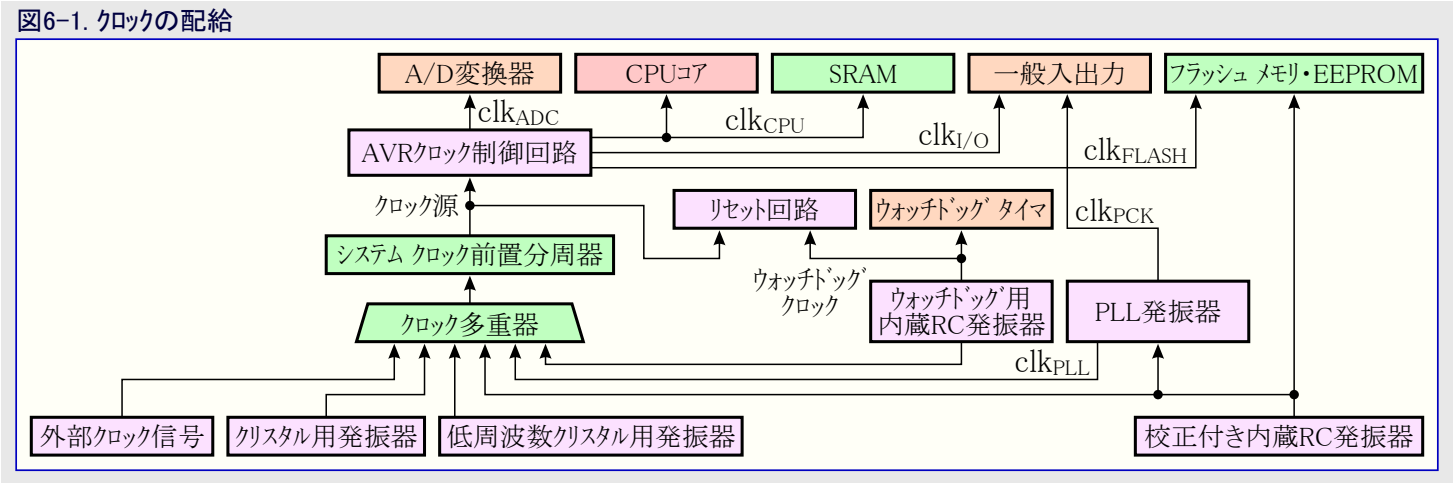 図6-1. クロックの配給
A/D変換器
CPUコア
SRAM
一般入出力
フラッシュ メモリ・EEPROM
clkADC
clkCPU
clkI/O
clkFLASH
AVRクロック制御回路
クロック源
リセット回路
ウォッチドッグ タイマ
clkPCK
システム クロック前置分周器
ウォッチドッグ
クロック
ウォッチドッグ用
内蔵RC発振器
PLL発振器
クロック多重器
clkPLL
外部クロック信号
クリスタル用発振器
低周波数クリスタル用発振器
校正付き内蔵RC発振器